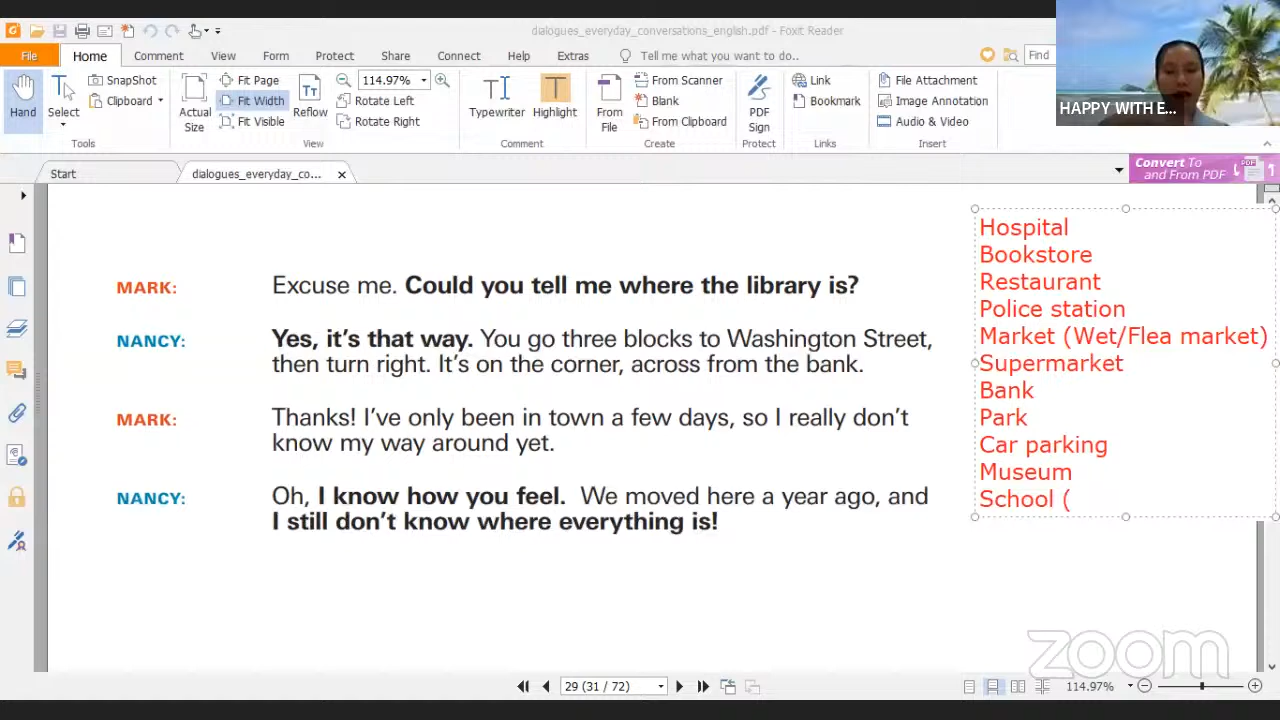 dialogues_everyday_conversations_english.pdf - Foxit Reader
File Home Comment View Form Protect Share Connect Help Extras Tell me what you want to do.. Find
Hand
Select
SnapShot
Clipboard
Tools
Actual Size
Fit Page
Fit Width
Fit Visible
Reflow
114.97%
Rotate Left
Rotate Right
View
Typewriter
Highlight
Comment
From File
From Scanner
Blank
From Clipboard
Create
PDF Sign
Protect
Link
Bookmark
Links
File Attachment
Image Annotation
Audio & Video
Insert
HAPPY WITH E...
Start
dialogues_everyday_co...
Convert To
and From PDF
PDF
MARK: Excuse me. Could you tell me where the library is?
NANCY: Yes, it's that way. You go three blocks to Washington Street,
then turn right. It's on the corner, across from the bank.
MARK: Thanks! I've only been in town a few days, so I really don't
know my way around yet.
NANCY: Oh, I know how you feel. We moved here a year ago, and
I still don't know where everything is!
Hospital
Bookstore
Restaurant
Police station
Market (Wet/Flea market)
Supermarket
Bank
Park
Car parking
Museum
School (
zoom
29 (31 / 72)
114.97%